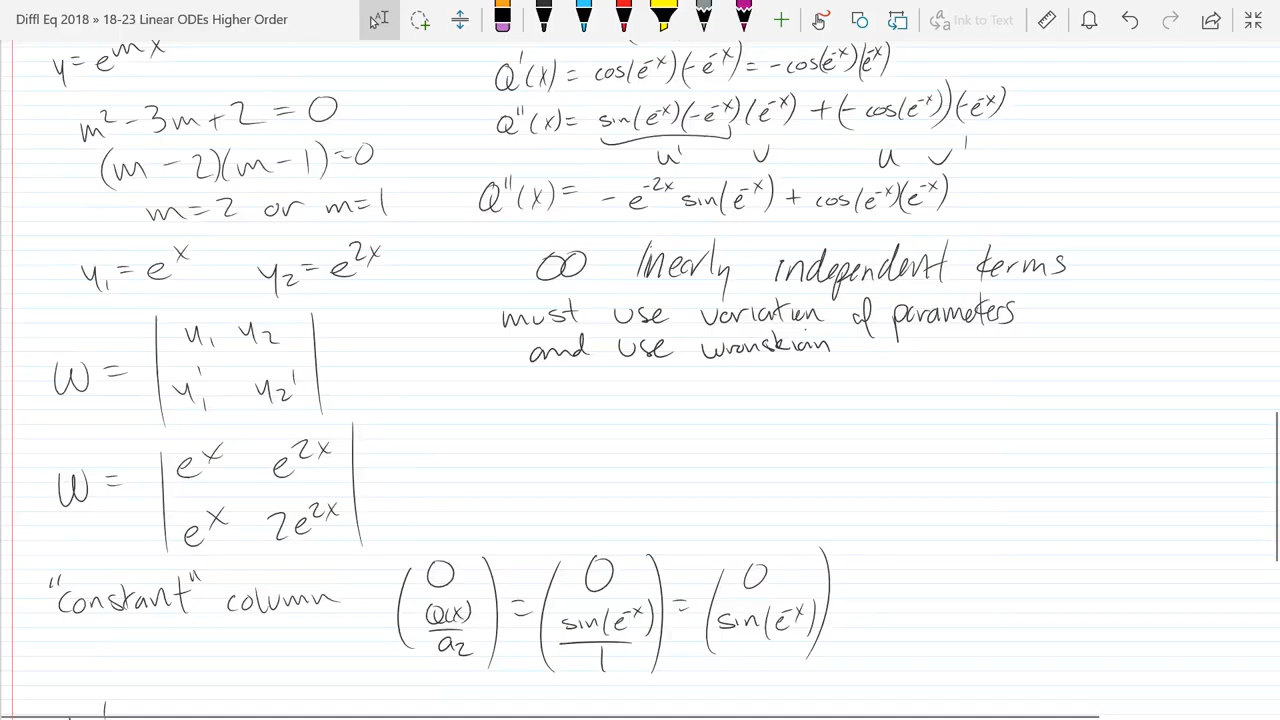 Diffl Eq 2018 » 18-23 Linear ODEs Higher Order
Ink to Text
y = e^{mx}
m² - 3m + 2 = 0
(m - 2)(m - 1) = 0
m = 2 or m = 1
y₁ = e^x y₂ = e^{2x}
W = | y₁ y₂ |
| y₁' y₂' |
W = | e^x e^{2x} |
| e^x 2e^{2x} |
Q'(x) = cos(e^{-x})(-e^{-x}) = -cos(e^{-x})(e^{-x})
Q''(x) = sin(e^{-x})(-e^{-x})(e^{-x}) + (-cos(e^{-x}))(-e^{-x})
u' v u v'
Q''(x) = -e^{-2x} sin(e^{-x}) + cos(e^{-x})(e^{-x})
∞ linearly independent terms
must use variation of parameters
and use wronskian
"constant" column (0, Q(x)/a₂) = (0, sin(e^{-x})/1) = (0, sin(e^{-x}))